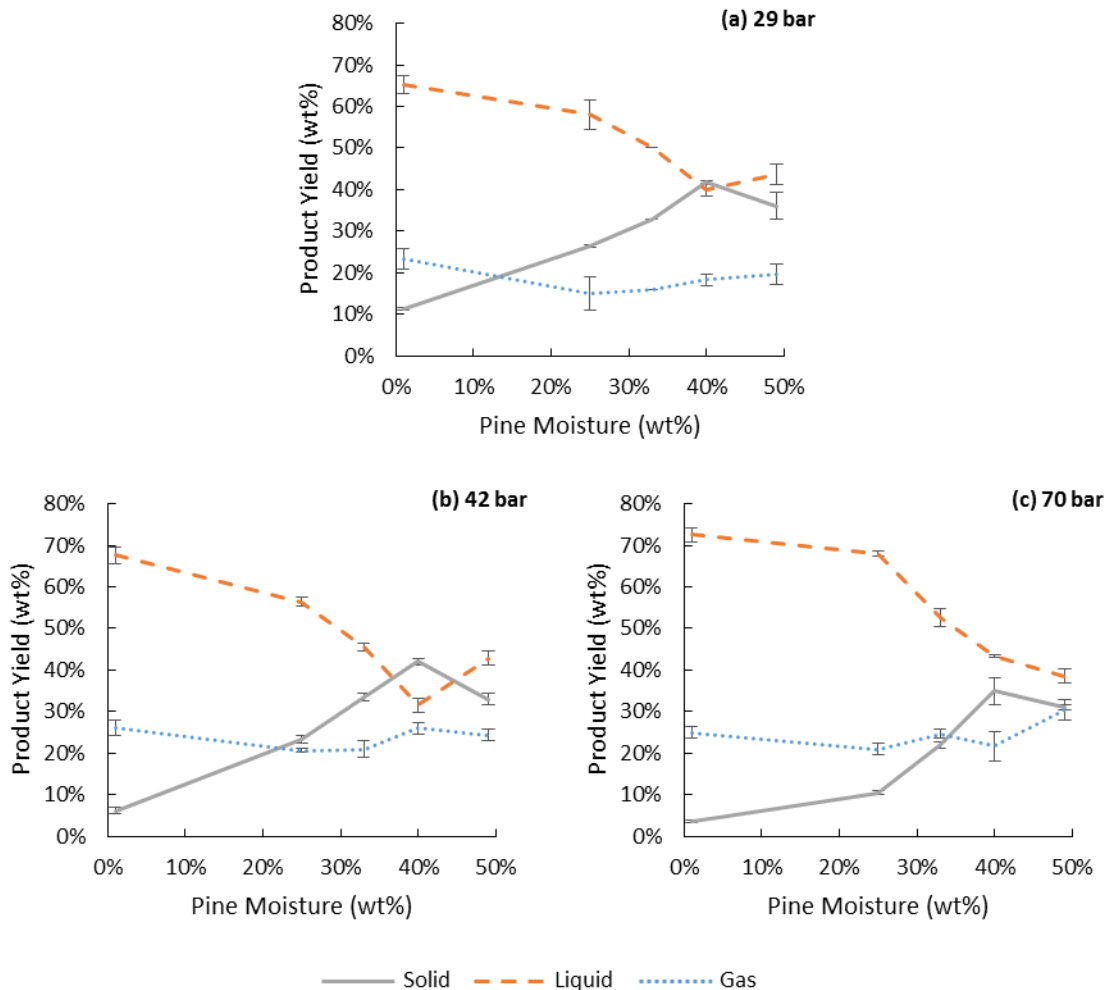 (a) 29 bar
Product Yield (wt%)
80%
70%
60%
50%
40%
30%
20%
10%
0%
0% 10% 20% 30% 40% 50%
Pine Moisture (wt%)
(b) 42 bar
Product Yield (wt%)
80%
70%
60%
50%
40%
30%
20%
10%
0%
0% 10% 20% 30% 40% 50%
Pine Moisture (wt%)
(c) 70 bar
Product Yield (wt%)
80%
70%
60%
50%
40%
30%
20%
10%
0%
0% 10% 20% 30% 40% 50%
Pine Moisture (wt%)
Solid Liquid Gas